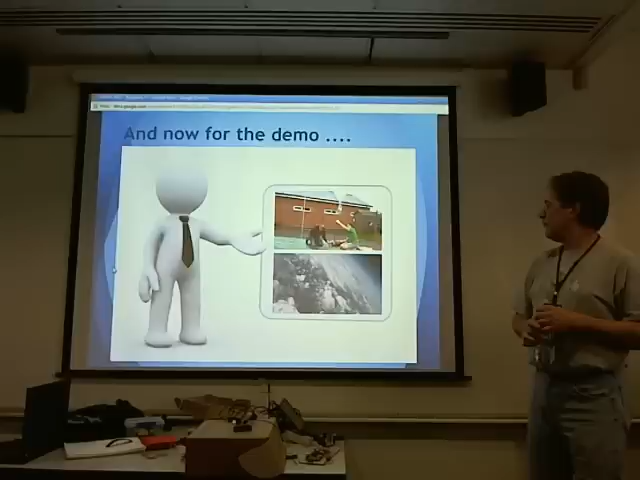 And now for the demo ....